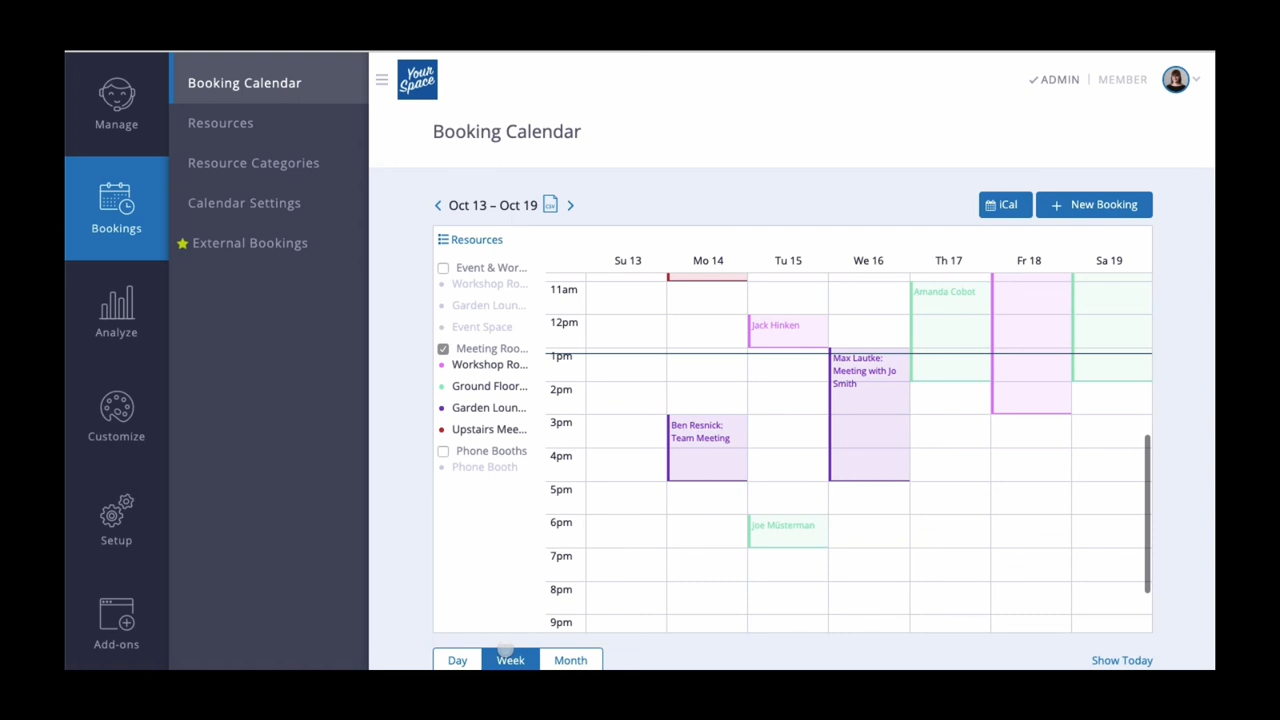 Manage
Bookings
Analyze
Customize
Setup
Add-ons
Booking Calendar
Resources
Resource Categories
Calendar Settings
External Bookings
Your
Space
ADMIN | MEMBER
Booking Calendar
Oct 13 – Oct 19
CSV
iCal
+ New Booking
Resources
Event & Wor...
Workshop Ro...
Garden Loun...
Event Space
Meeting Roo...
Workshop Ro...
Ground Floor...
Garden Loun...
Upstairs Mee...
Phone Booths
Phone Booth
Su 13 Mo 14 Tu 15 We 16 Th 17 Fr 18 Sa 19
11am
12pm
1pm
2pm
3pm
4pm
5pm
6pm
7pm
8pm
9pm
Amanda Cobot
Jack Hinken
Max Lautke:
Meeting with Jo
Smith
Ben Resnick:
Team Meeting
Joe Müsterman
Day Week Month
Show Today